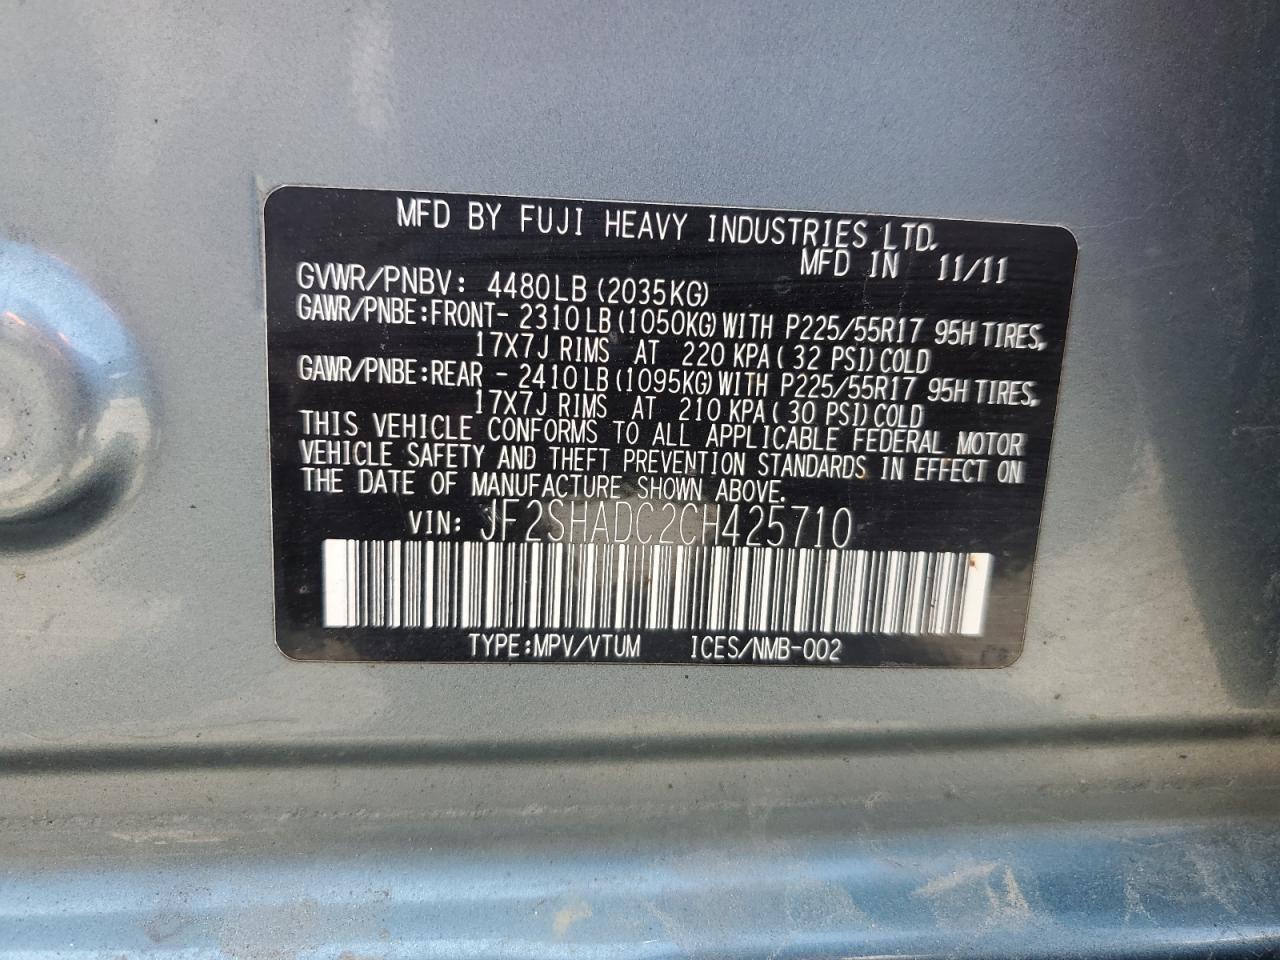 MFD BY FUJI HEAVY INDUSTRIES LTD.
MFD IN 11/11
GVWR/PNBV: 4480LB (2035KG)
GAWR/PNBE:FRONT- 2310LB(1050KG)WITH P225/55R17 95H TIRES,
17X7J RIMS AT 220 KPA(32 PSI)COLD
GAWR/PNBE:REAR - 2410LB(1095KG)WITH P225/55R17 95H TIRES,
17X7J RIMS AT 210 KPA(30 PSI)COLD
THIS VEHICLE CONFORMS TO ALL APPLICABLE FEDERAL MOTOR
VEHICLE SAFETY AND THEFT PREVENTION STANDARDS IN EFFECT ON
THE DATE OF MANUFACTURE SHOWN ABOVE.
VIN: JF2SHADC2CH425710
TYPE:MPV/VTUM ICES/NMB-002